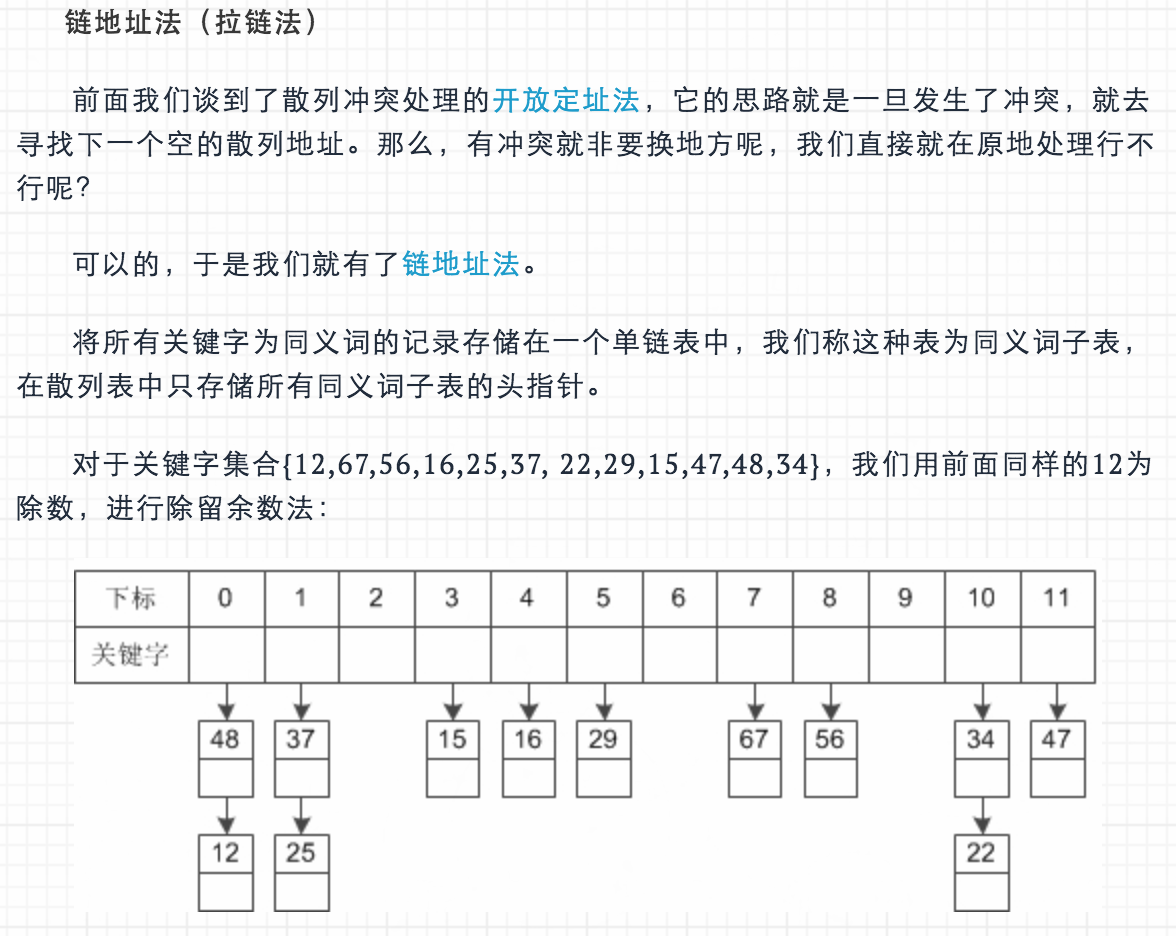 链地址法（拉链法）
前面我们谈到了散列冲突处理的开放定址法，它的思路就是一旦发生了冲突，就去
寻找下一个空的散列地址。那么，有冲突就非要换地方呢，我们直接就在原地处理行不
行呢？
可以的，于是我们就有了链地址法。
将所有关键字为同义词的记录存储在一个单链表中，我们称这种表为同义词子表，
在散列表中只存储所有同义词子表的头指针。
对于关键字集合{12,67,56,16,25,37, 22,29,15,47,48,34}，我们用前面同样的12为
除数，进行除留余数法：
下标 0 1 2 3 4 5 6 7 8 9 10 11
关键字
48 37 15 16 29 67 56 34 47
12 25 22